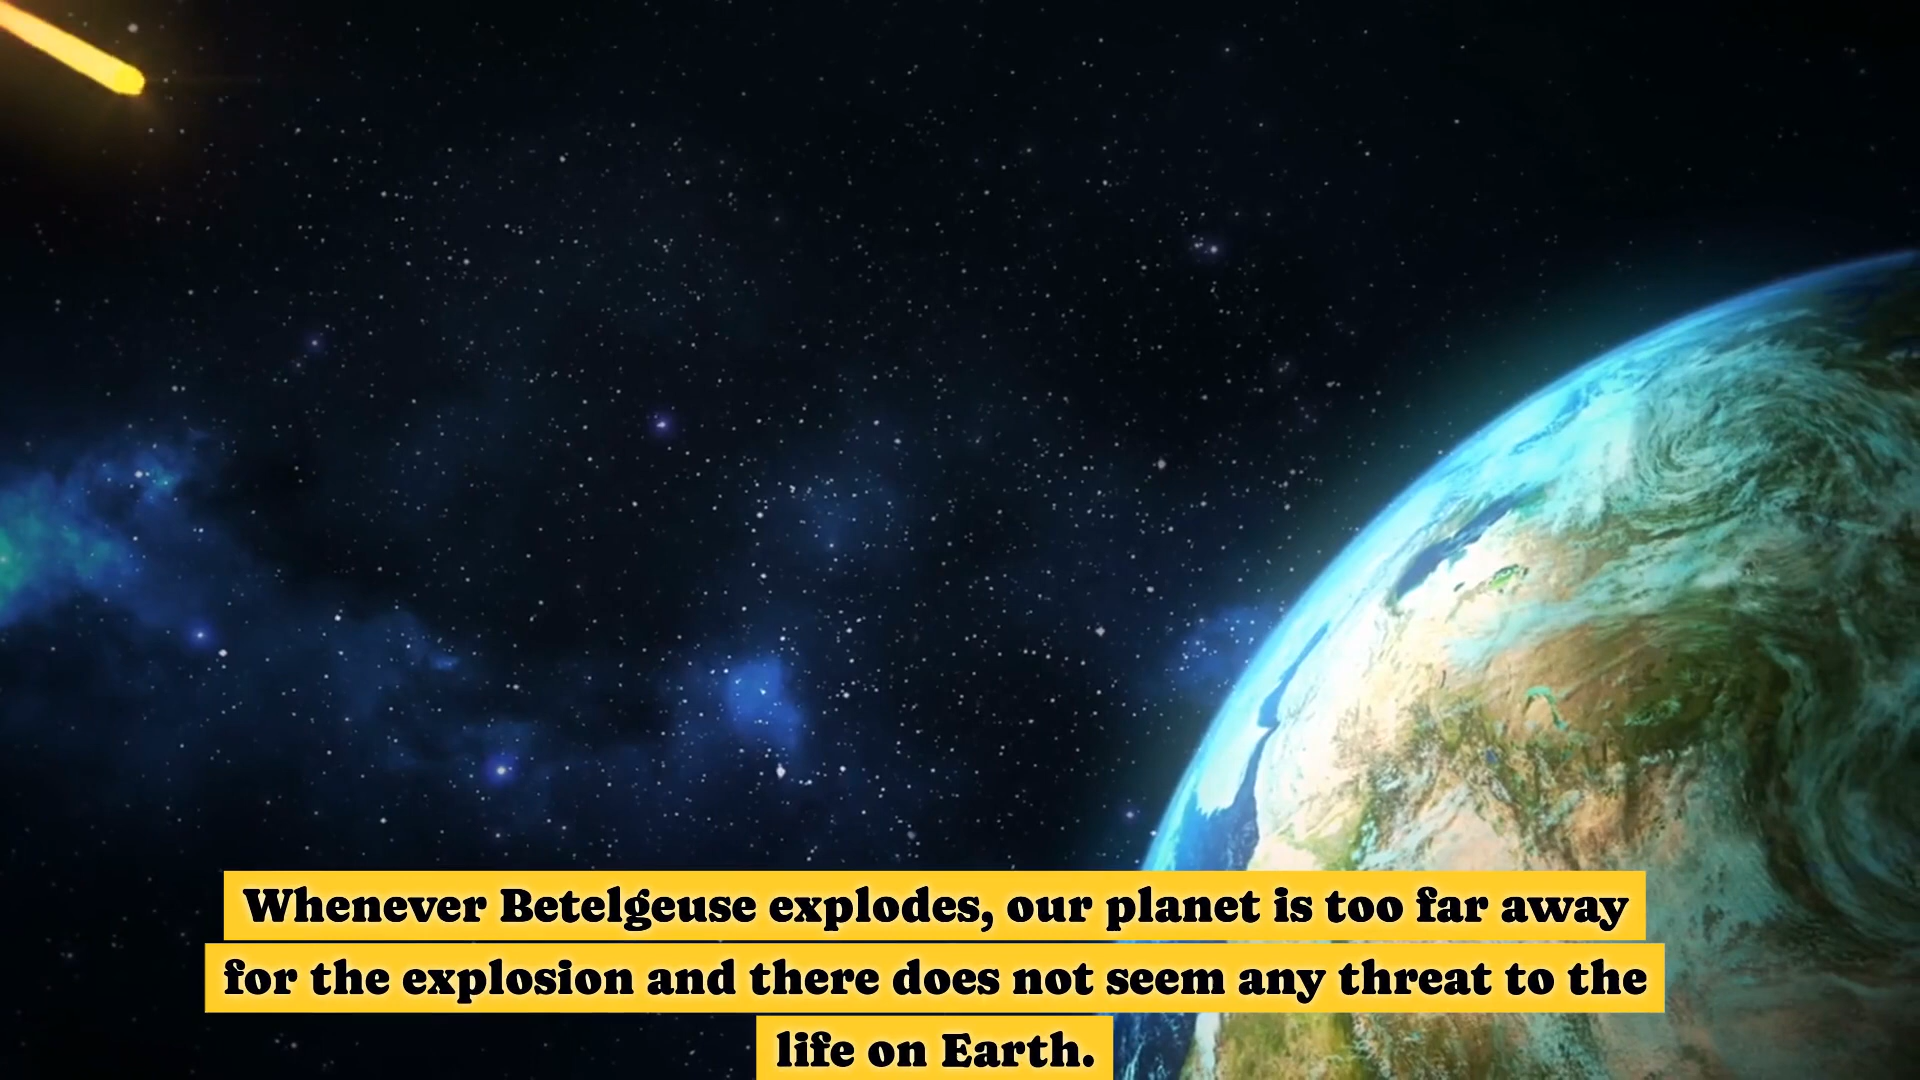 Whenever Betelgeuse explodes, our planet is too far away
for the explosion and there does not seem any threat to the
life on Earth.